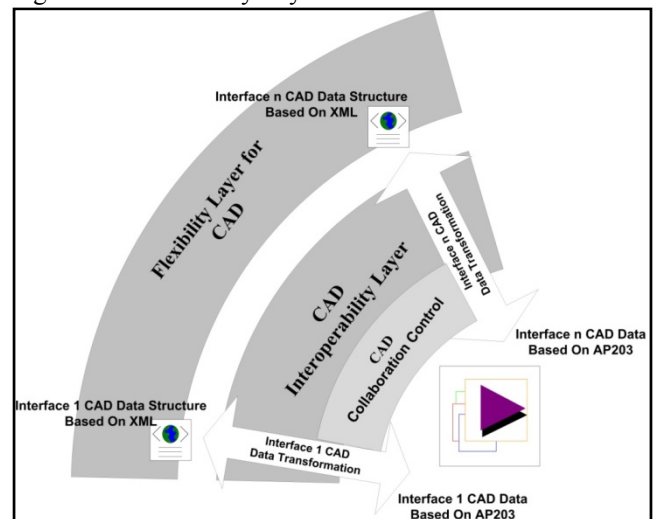 Interface n CAD Data Structure
Based On XML
Flexibility Layer for
CAD
CAD
Interoperability Layer
CAD
Collaboration Control
Interface n CAD
Data Transformation
Interface n CAD Data
Based On AP203
Interface 1 CAD Data Structure
Based On XML
Interface 1 CAD
Data Transformation
Interface 1 CAD Data
Based On AP203